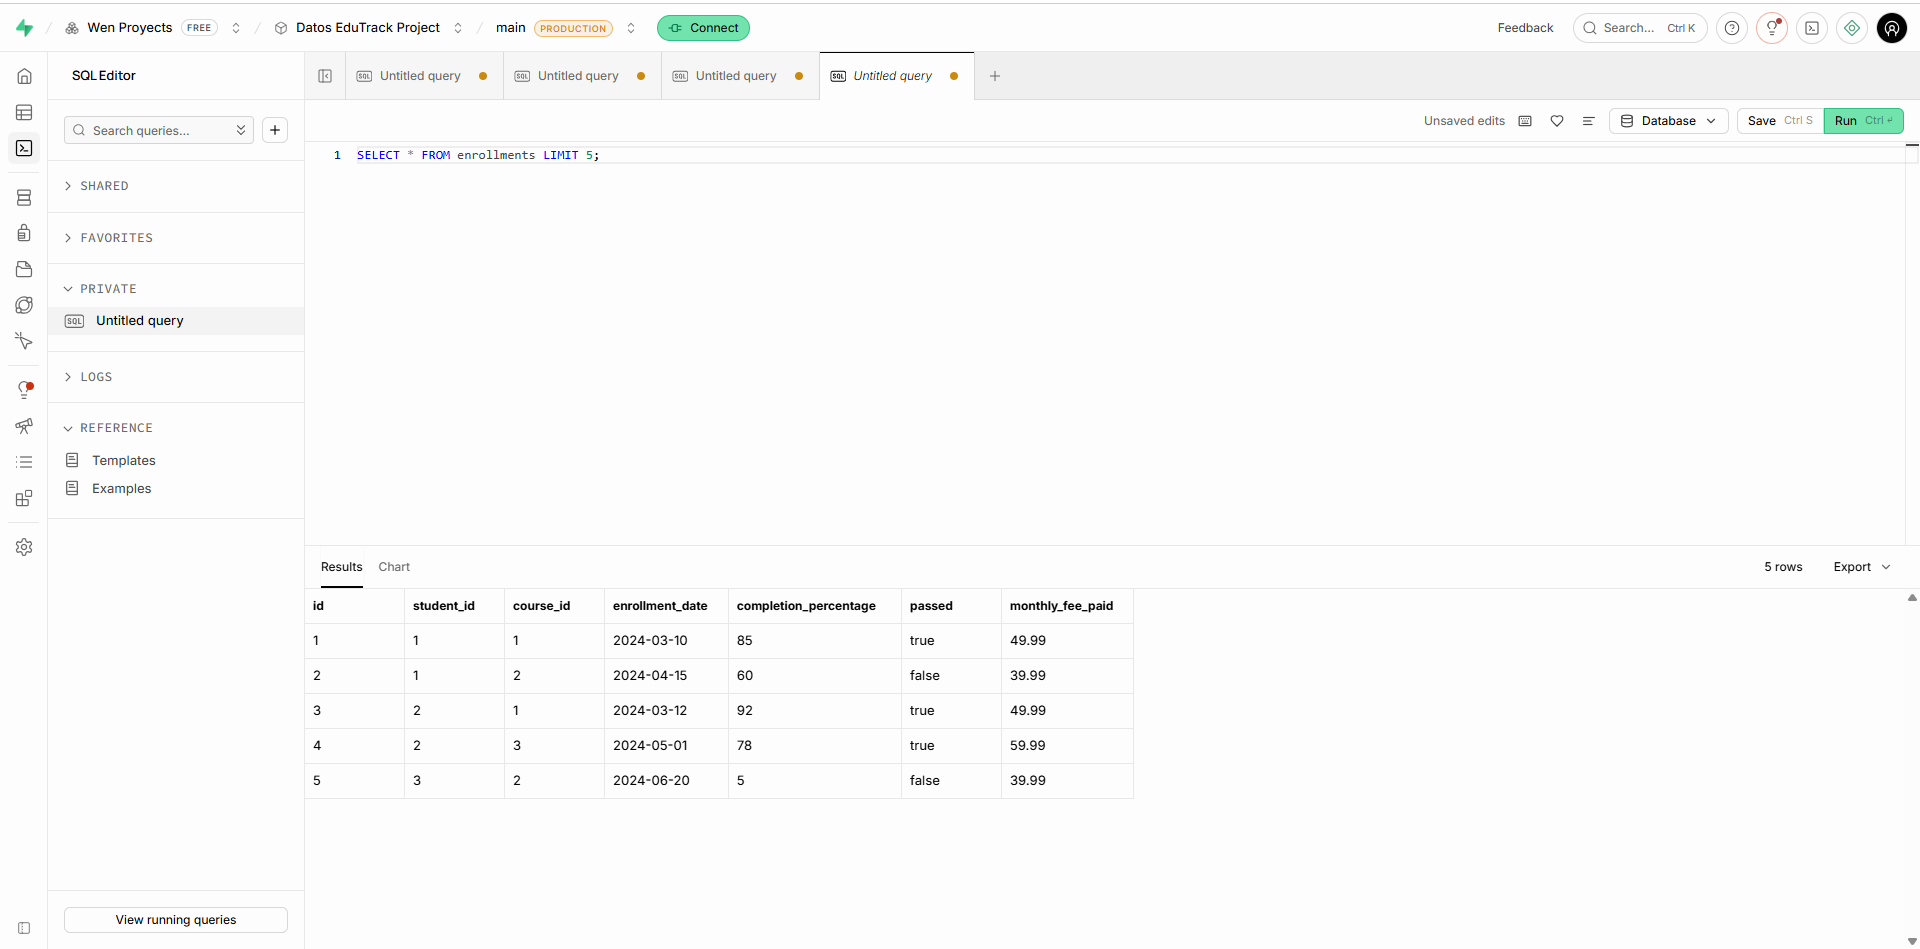 Wen Proyects FREE / Datos EduTrack Project / main PRODUCTION Connect Feedback Search... Ctrl K
SQL Editor
Untitled query Untitled query Untitled query Untitled query
Search queries...
Unsaved edits Database Save Ctrl S Run Ctrl ↵
1 SELECT * FROM enrollments LIMIT 5;
SHARED
FAVORITES
PRIVATE
SQL Untitled query
LOGS
REFERENCE
Templates
Examples
View running queries
Results Chart 5 rows Export
id student_id course_id enrollment_date completion_percentage passed monthly_fee_paid
1 1 1 2024-03-10 85 true 49.99
2 1 2 2024-04-15 60 false 39.99
3 2 1 2024-03-12 92 true 49.99
4 2 3 2024-05-01 78 true 59.99
5 3 2 2024-06-20 5 false 39.99